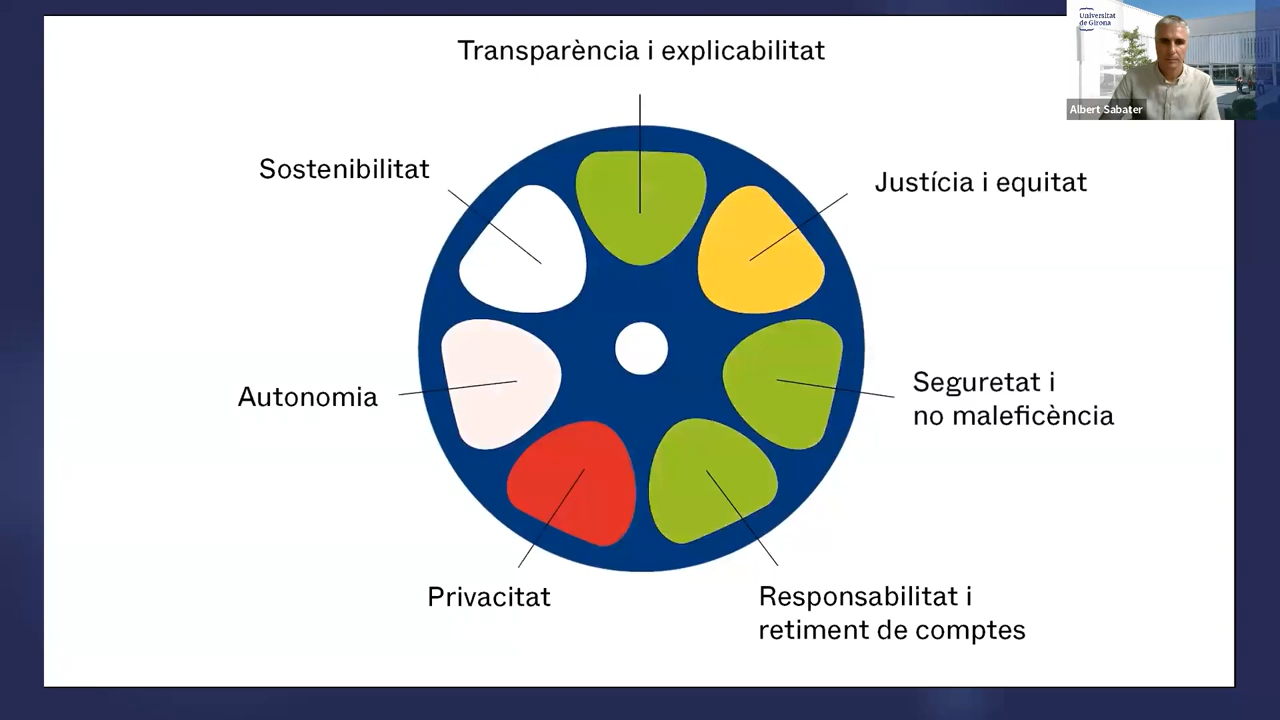 Transparència i explicabilitat
Universitat
de Girona
Albert Sabater
Sostenibilitat
Justícia i equitat
Autonomia
Seguretat i
no maleficència
Privacitat
Responsabilitat i
retiment de comptes